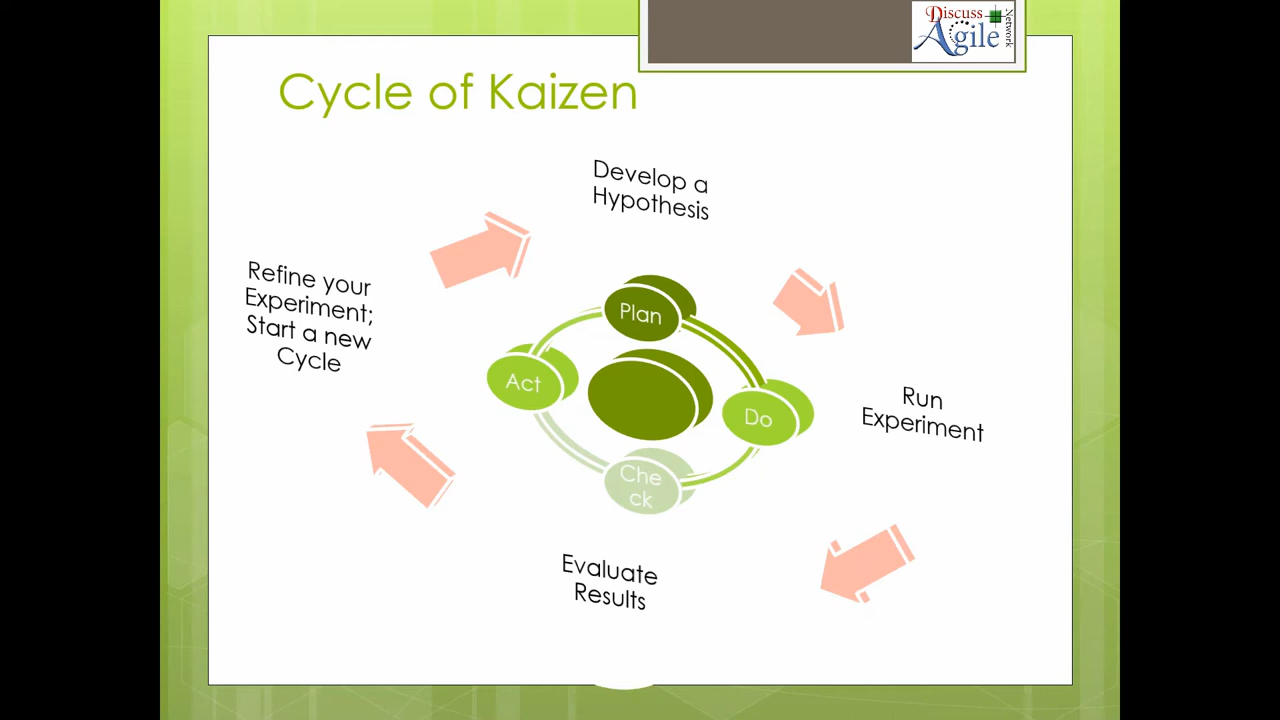 Discuss
Agile
Network
Cycle of Kaizen
Develop a
Hypothesis
Refine your
Experiment;
Start a new
Cycle
Plan
Act
Do
Run
Experiment
Che
ck
Evaluate
Results